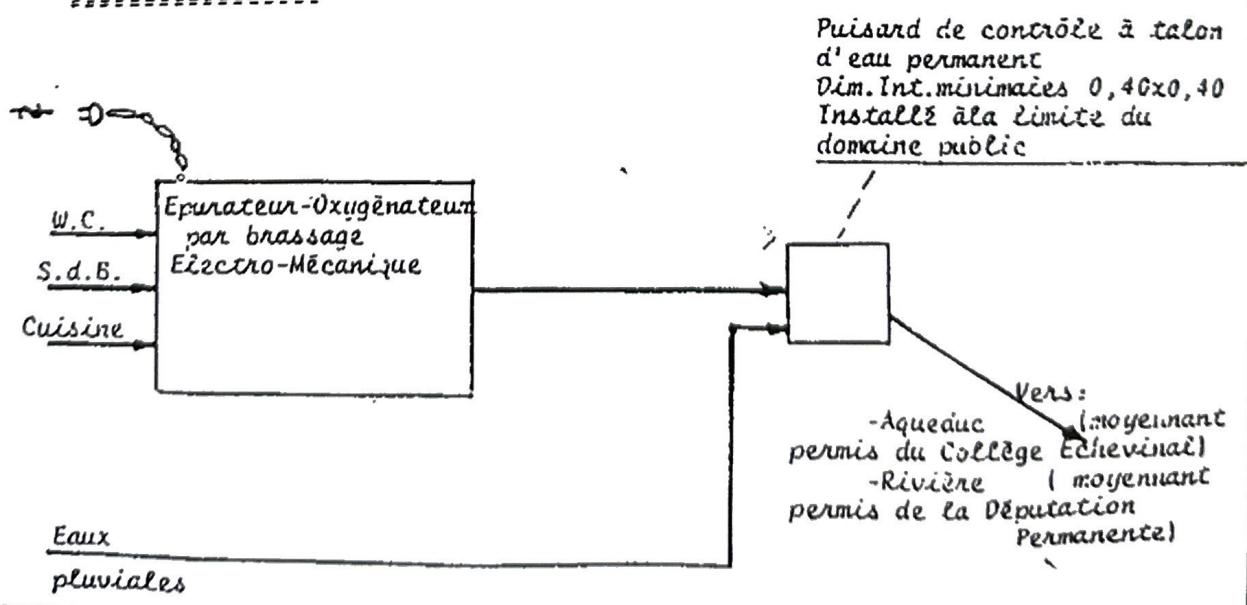 Puisard de contrôle à talon
d'eau permanent
Dim.Int.minimales 0,40x0,40
Installé àla limite du
domaine public
Epurateur-Oxygénateur
par brassage
Electro-Mécanique
W.C.
S.d.B.
Cuisine
Vers:
-Aqueduc (moyennant
permis du Collège Echevinal)
-Rivière ( moyennant
permis de la Députation
Permanente)
Eaux
pluviales